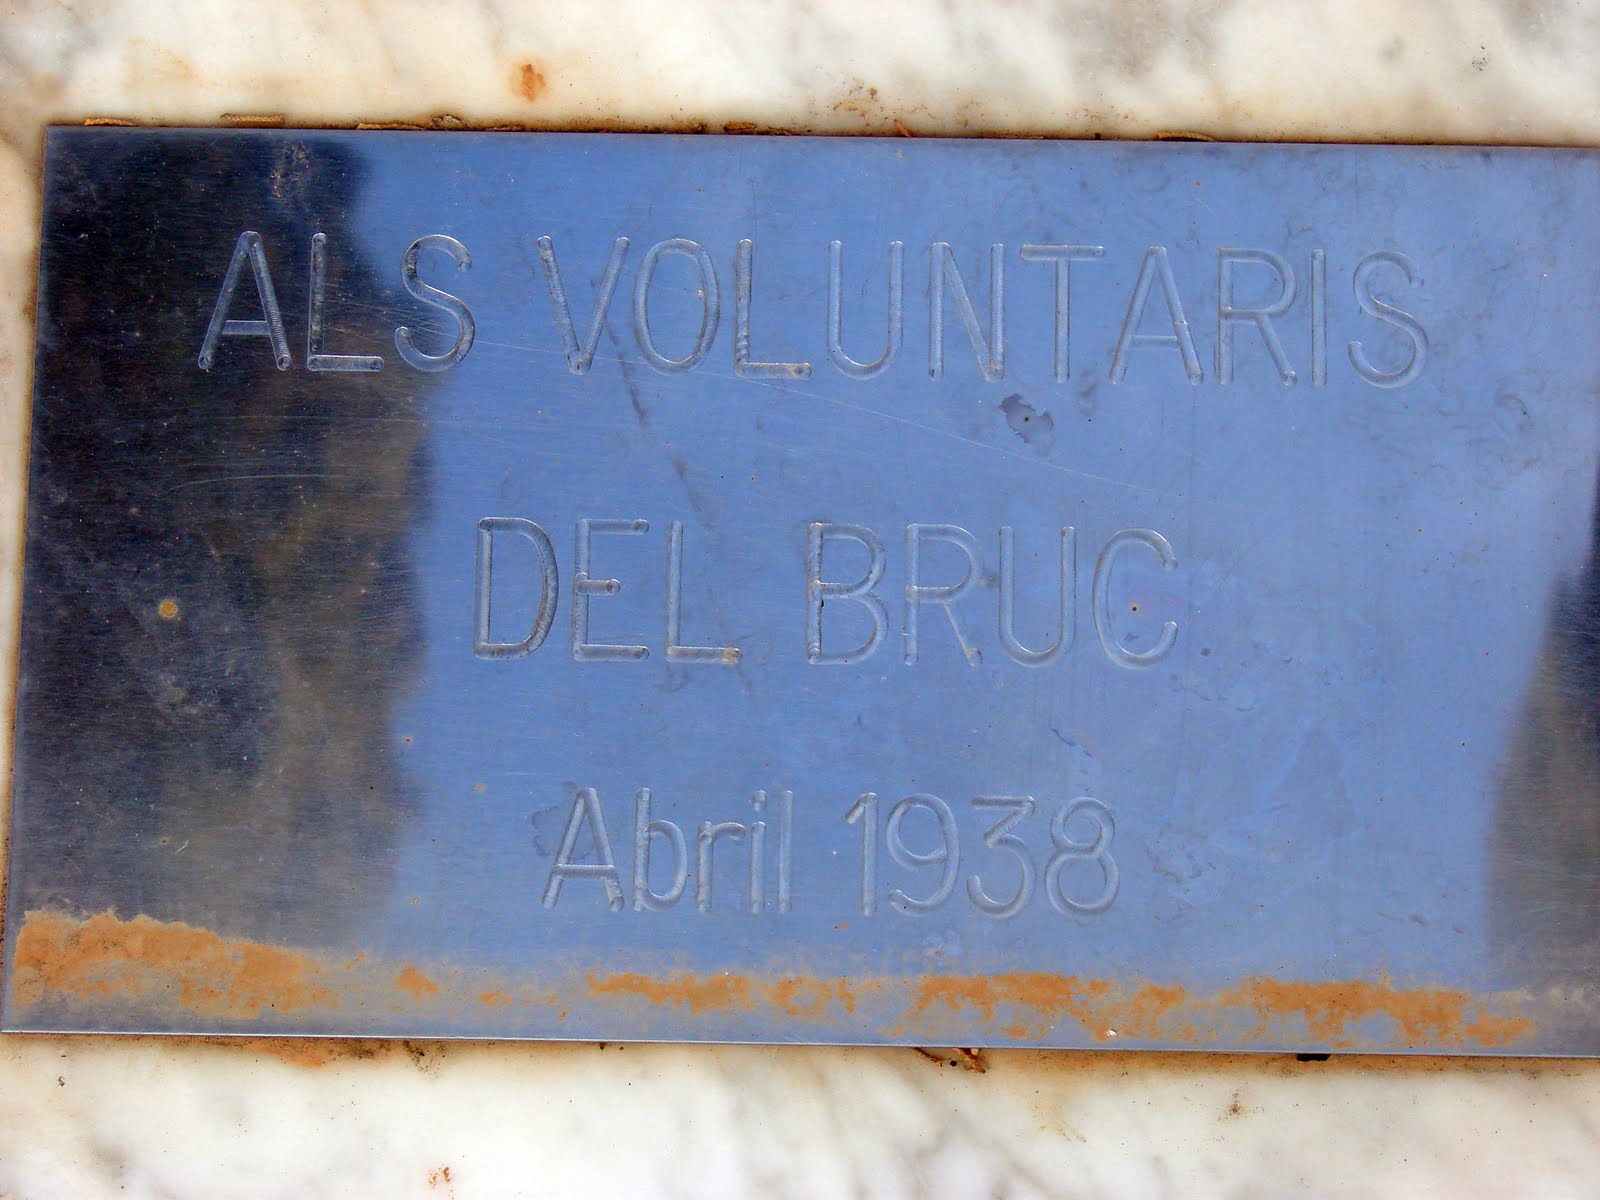 ALS VOLUNTARIS
DEL BRUC
Abril 1938